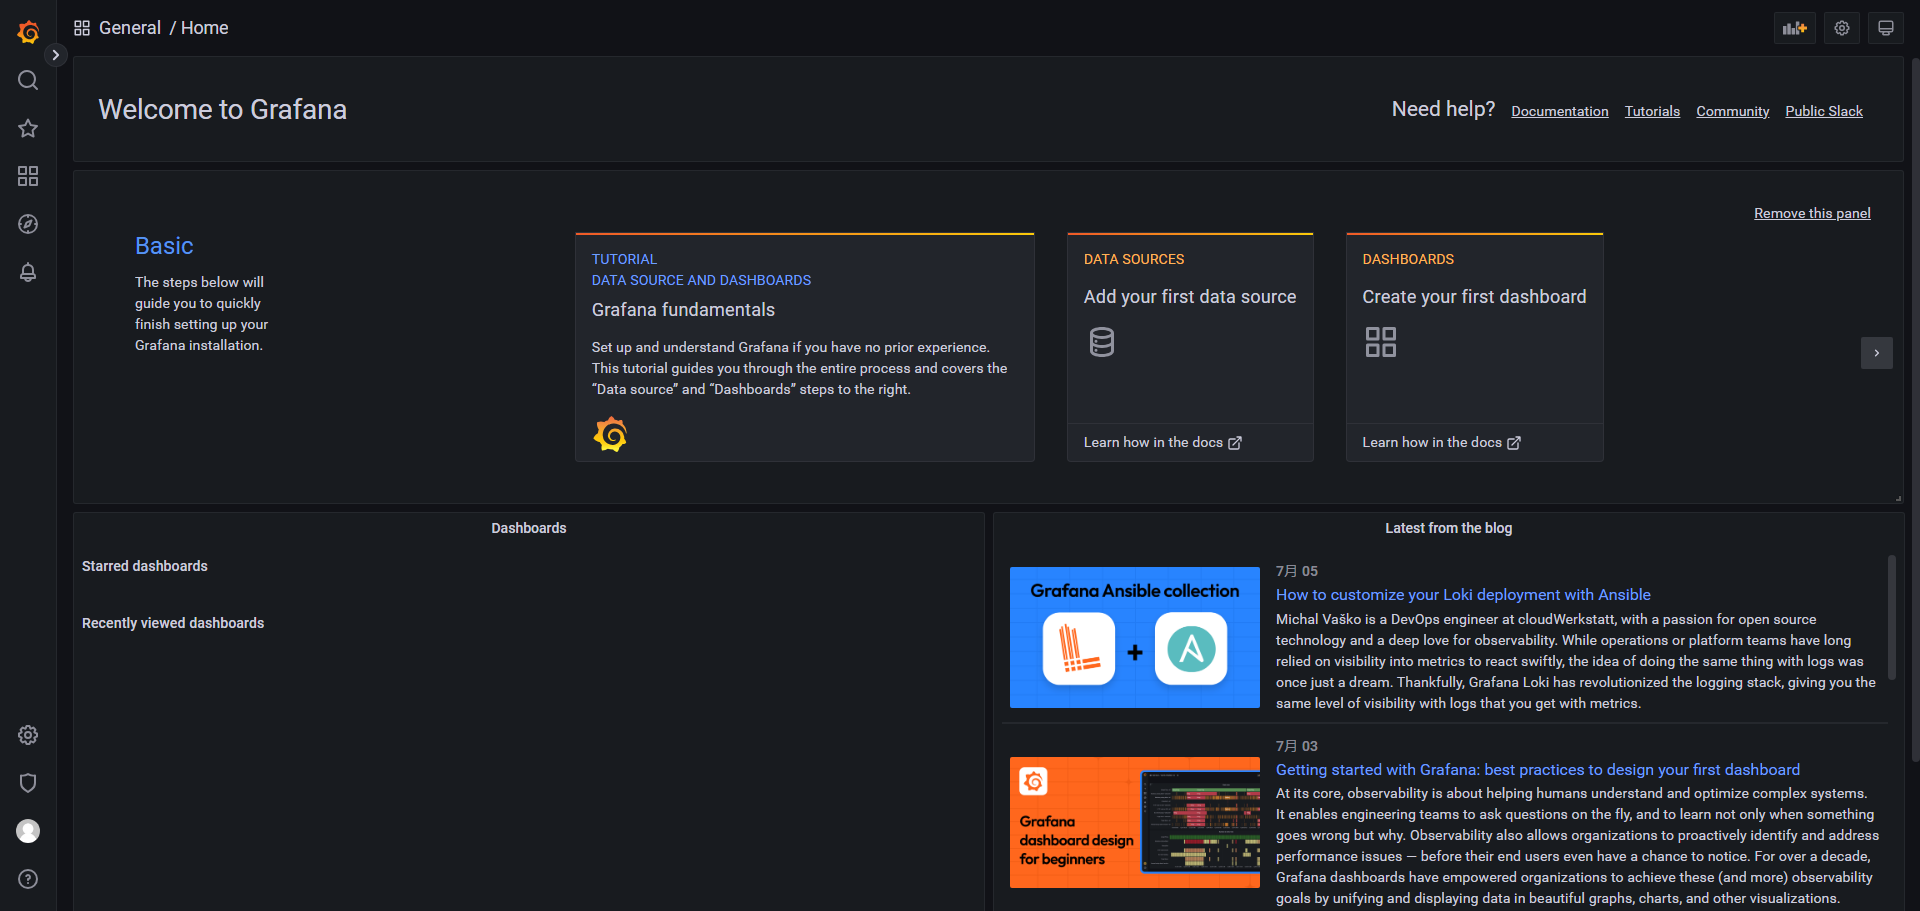 General / Home
Welcome to Grafana
Need help? Documentation Tutorials Community Public Slack
Remove this panel
Basic
The steps below will
guide you to quickly
finish setting up your
Grafana installation.
TUTORIAL
DATA SOURCE AND DASHBOARDS
Grafana fundamentals
Set up and understand Grafana if you have no prior experience.
This tutorial guides you through the entire process and covers the
“Data source” and “Dashboards” steps to the right.
DATA SOURCES
Add your first data source
Learn how in the docs
DASHBOARDS
Create your first dashboard
Learn how in the docs
Dashboards
Starred dashboards
Recently viewed dashboards
Latest from the blog
Grafana Ansible collection
7月 05
How to customize your Loki deployment with Ansible
Michal Vaško is a DevOps engineer at cloudWerkstatt, with a passion for open source
technology and a deep love for observability. While operations or platform teams have long
relied on visibility into metrics to react swiftly, the idea of doing the same thing with logs was
once just a dream. Thankfully, Grafana Loki has revolutionized the logging stack, giving you the
same level of visibility with logs that you get with metrics.
Grafana
dashboard design
for beginners
7月 03
Getting started with Grafana: best practices to design your first dashboard
At its core, observability is about helping humans understand and optimize complex systems.
It enables engineering teams to ask questions on the fly, and to learn not only when something
goes wrong but why. Observability also allows organizations to proactively identify and address
performance issues — before their end users even have a chance to notice. For over a decade,
Grafana dashboards have empowered organizations to achieve these (and more) observability
goals by unifying and displaying data in beautiful graphs, charts, and other visualizations.